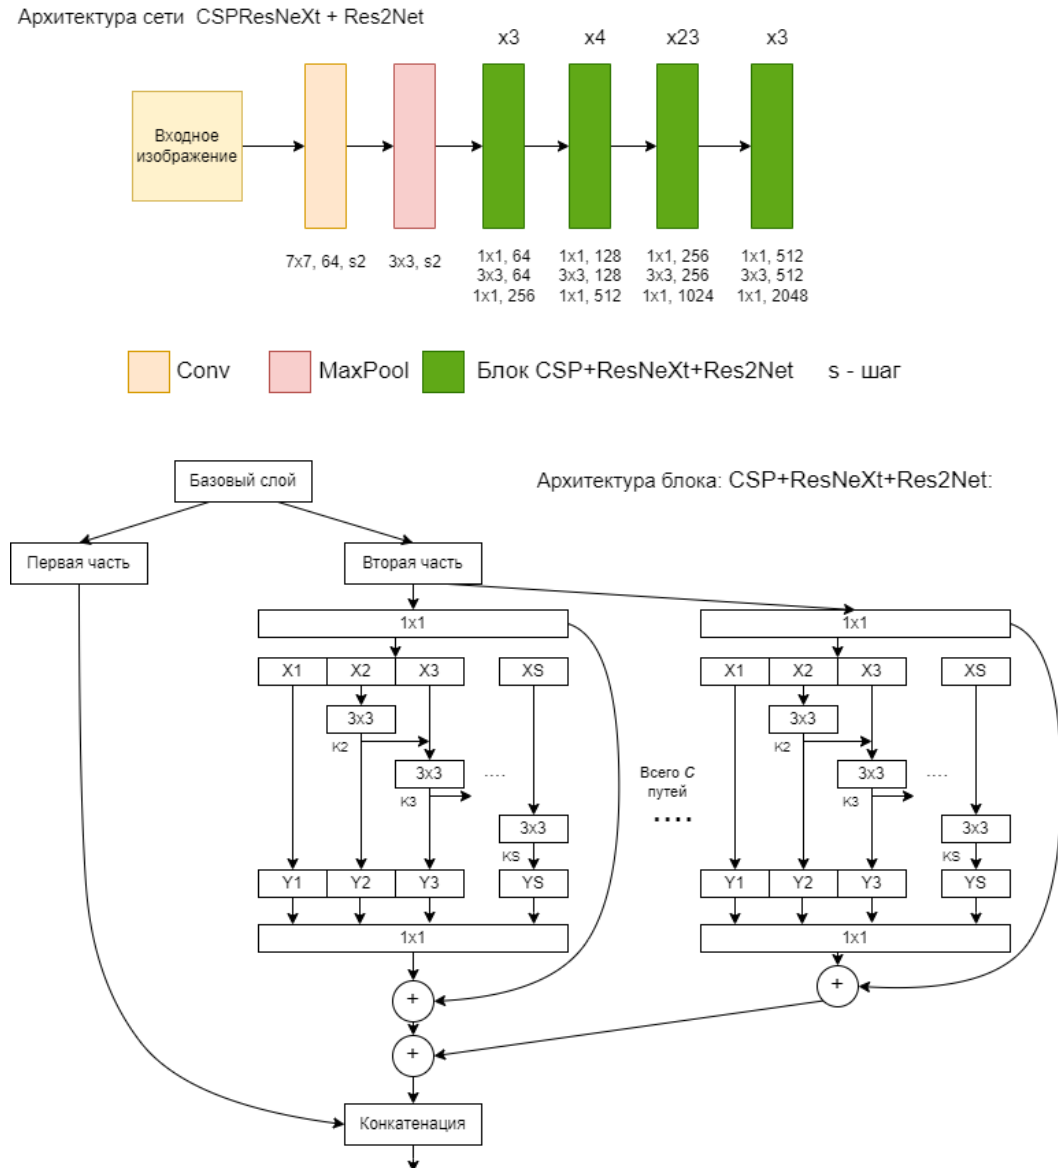 Архитектура сети CSPResNeXt + Res2Net
x3 x4 x23 x3
Входное
изображение
7x7, 64, s2
3x3, s2
1x1, 64
3x3, 64
1x1, 256
1x1, 128
3x3, 128
1x1, 512
1x1, 256
3x3, 256
1x1, 1024
1x1, 512
3x3, 512
1x1, 2048
Conv MaxPool Блок CSP+ResNeXt+Res2Net s - шаг
Базовый слой
Архитектура блока: CSP+ResNeXt+Res2Net:
Первая часть
Вторая часть
1x1
X1 X2 X3 XS
3x3
K2
3x3
....
K3
3x3
KS
Y1 Y2 Y3 YS
1x1
+
+
Всего C
путей
....
1x1
X1 X2 X3 XS
3x3
K2
3x3
....
K3
3x3
KS
Y1 Y2 Y3 YS
1x1
+
Конкатенация